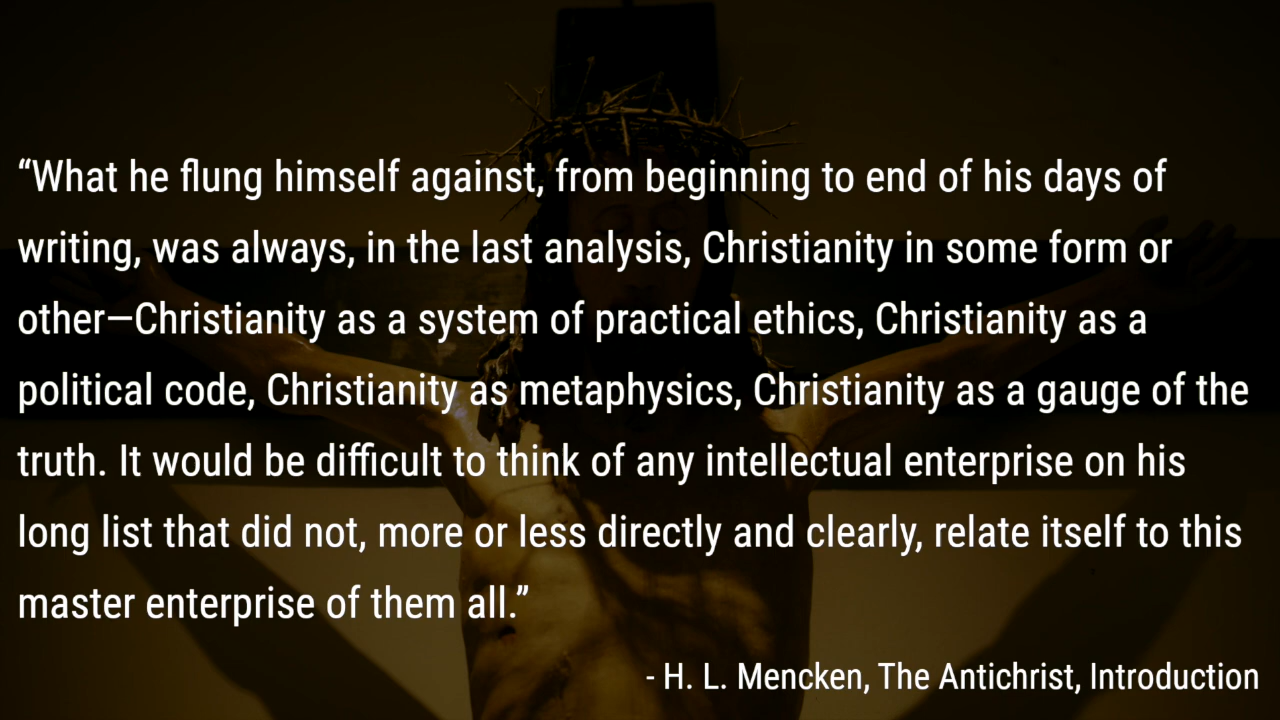 “What he flung himself against, from beginning to end of his days of
writing, was always, in the last analysis, Christianity in some form or
other—Christianity as a system of practical ethics, Christianity as a
political code, Christianity as metaphysics, Christianity as a gauge of the
truth. It would be difficult to think of any intellectual enterprise on his
long list that did not, more or less directly and clearly, relate itself to this
master enterprise of them all.”
- H. L. Mencken, The Antichrist, Introduction